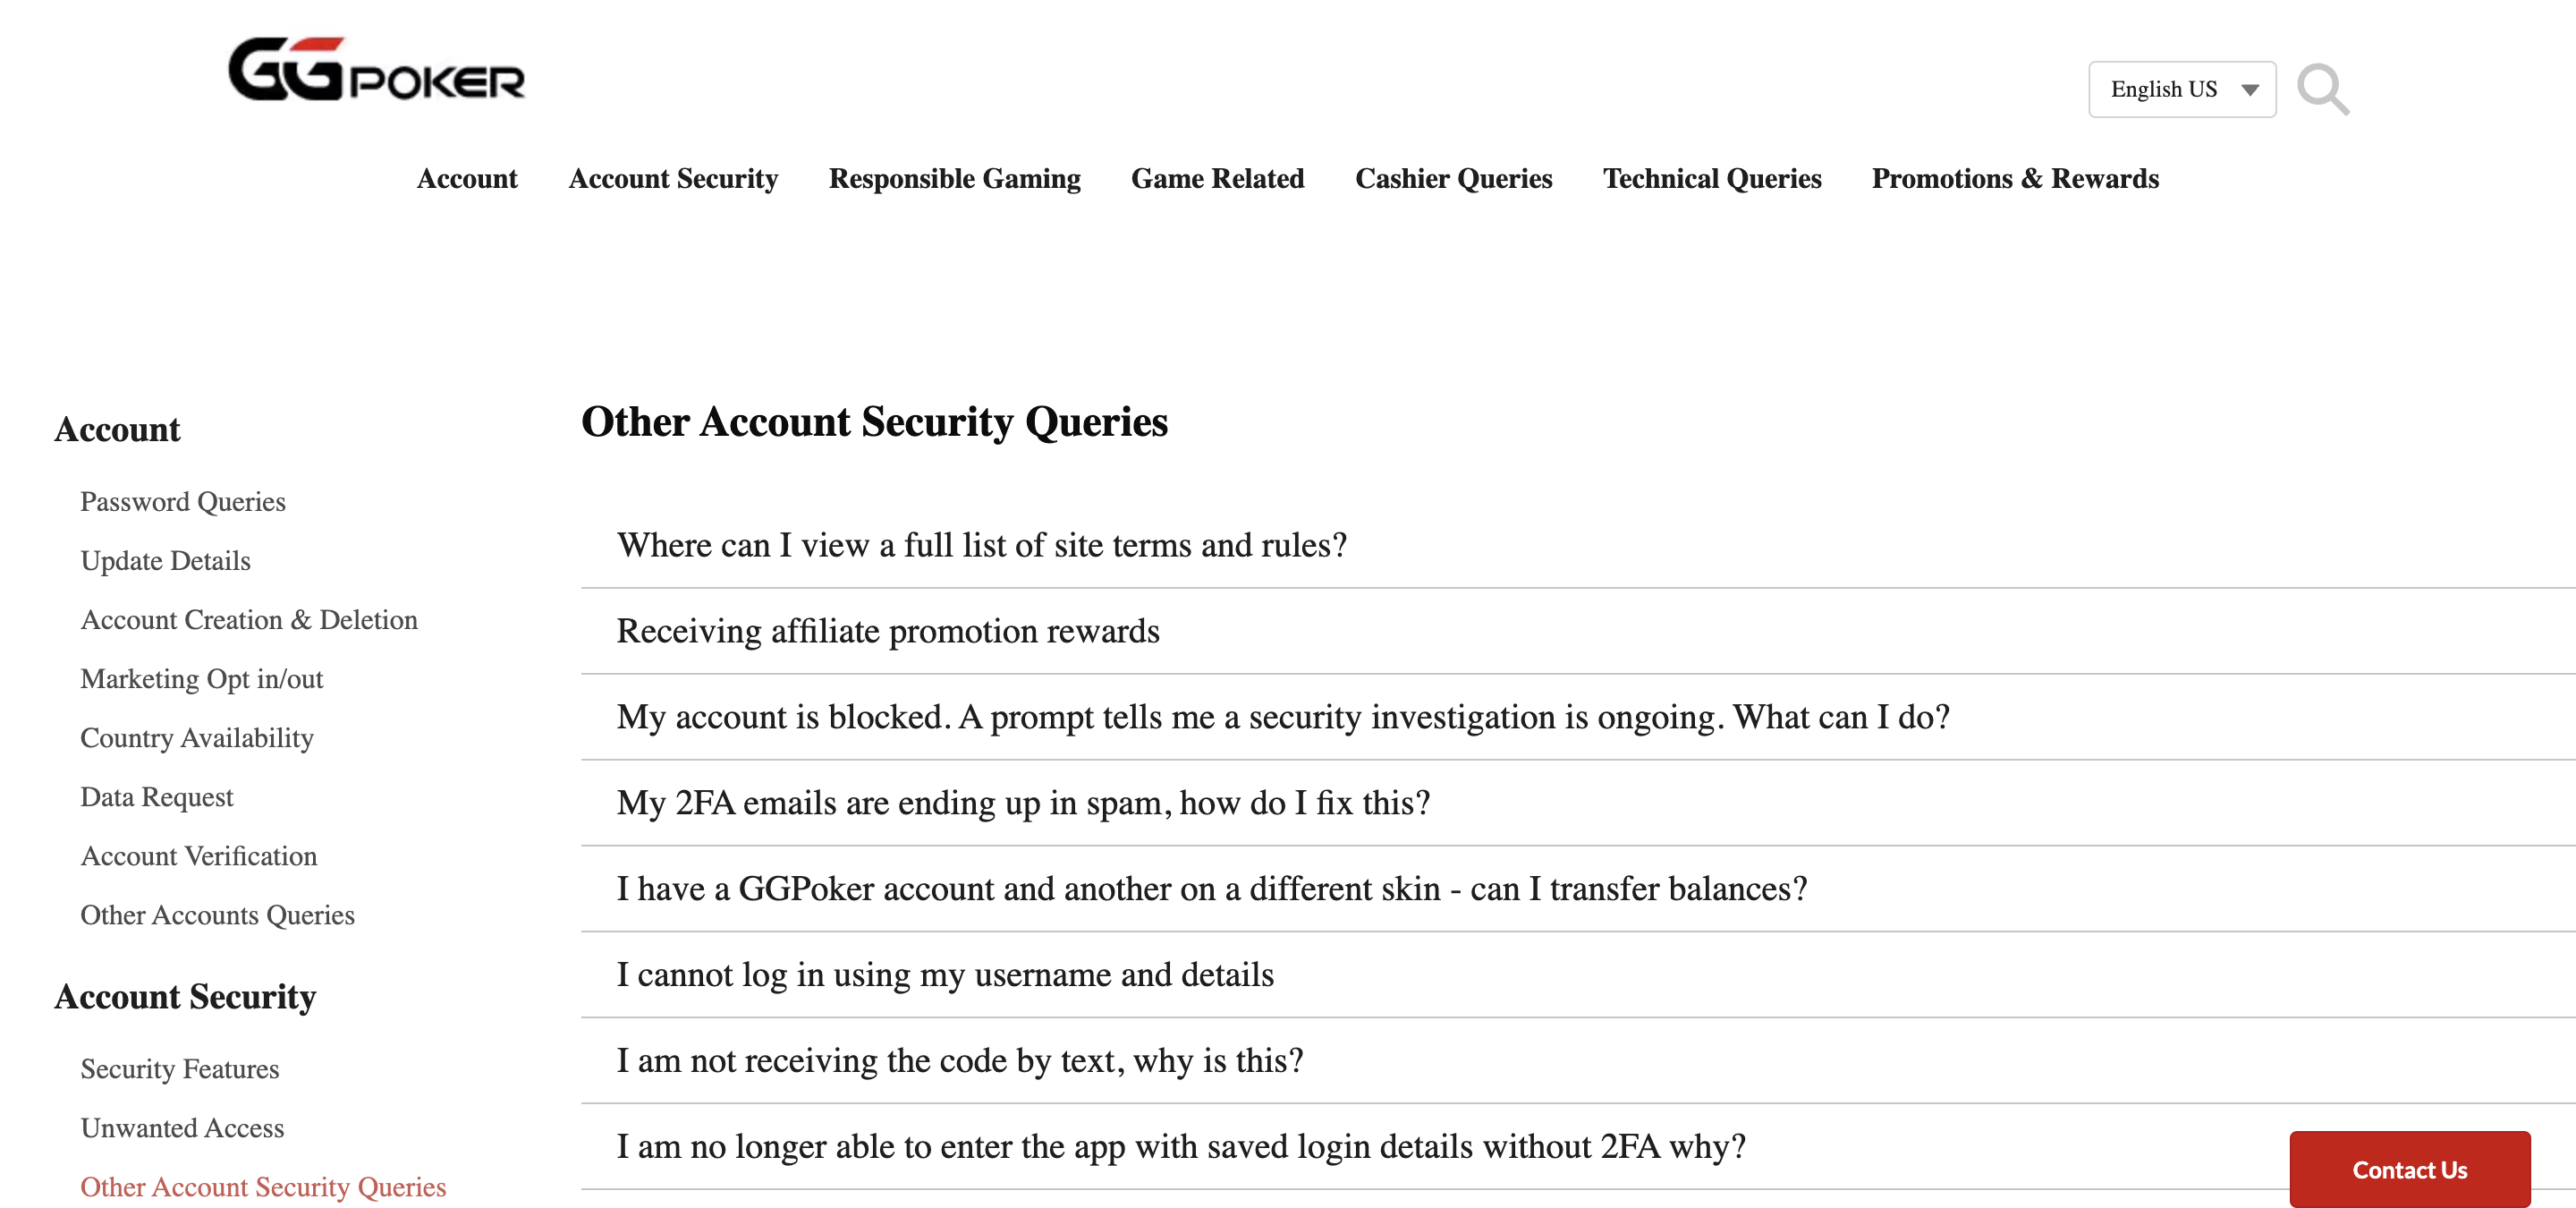 GGPOKER
English US
Account Account Security Responsible Gaming Game Related Cashier Queries Technical Queries Promotions & Rewards
Account
Password Queries
Update Details
Account Creation & Deletion
Marketing Opt in/out
Country Availability
Data Request
Account Verification
Other Accounts Queries
Account Security
Security Features
Unwanted Access
Other Account Security Queries
Other Account Security Queries
Where can I view a full list of site terms and rules?
Receiving affiliate promotion rewards
My account is blocked. A prompt tells me a security investigation is ongoing. What can I do?
My 2FA emails are ending up in spam, how do I fix this?
I have a GGPoker account and another on a different skin - can I transfer balances?
I cannot log in using my username and details
I am not receiving the code by text, why is this?
I am no longer able to enter the app with saved login details without 2FA why?
Contact Us